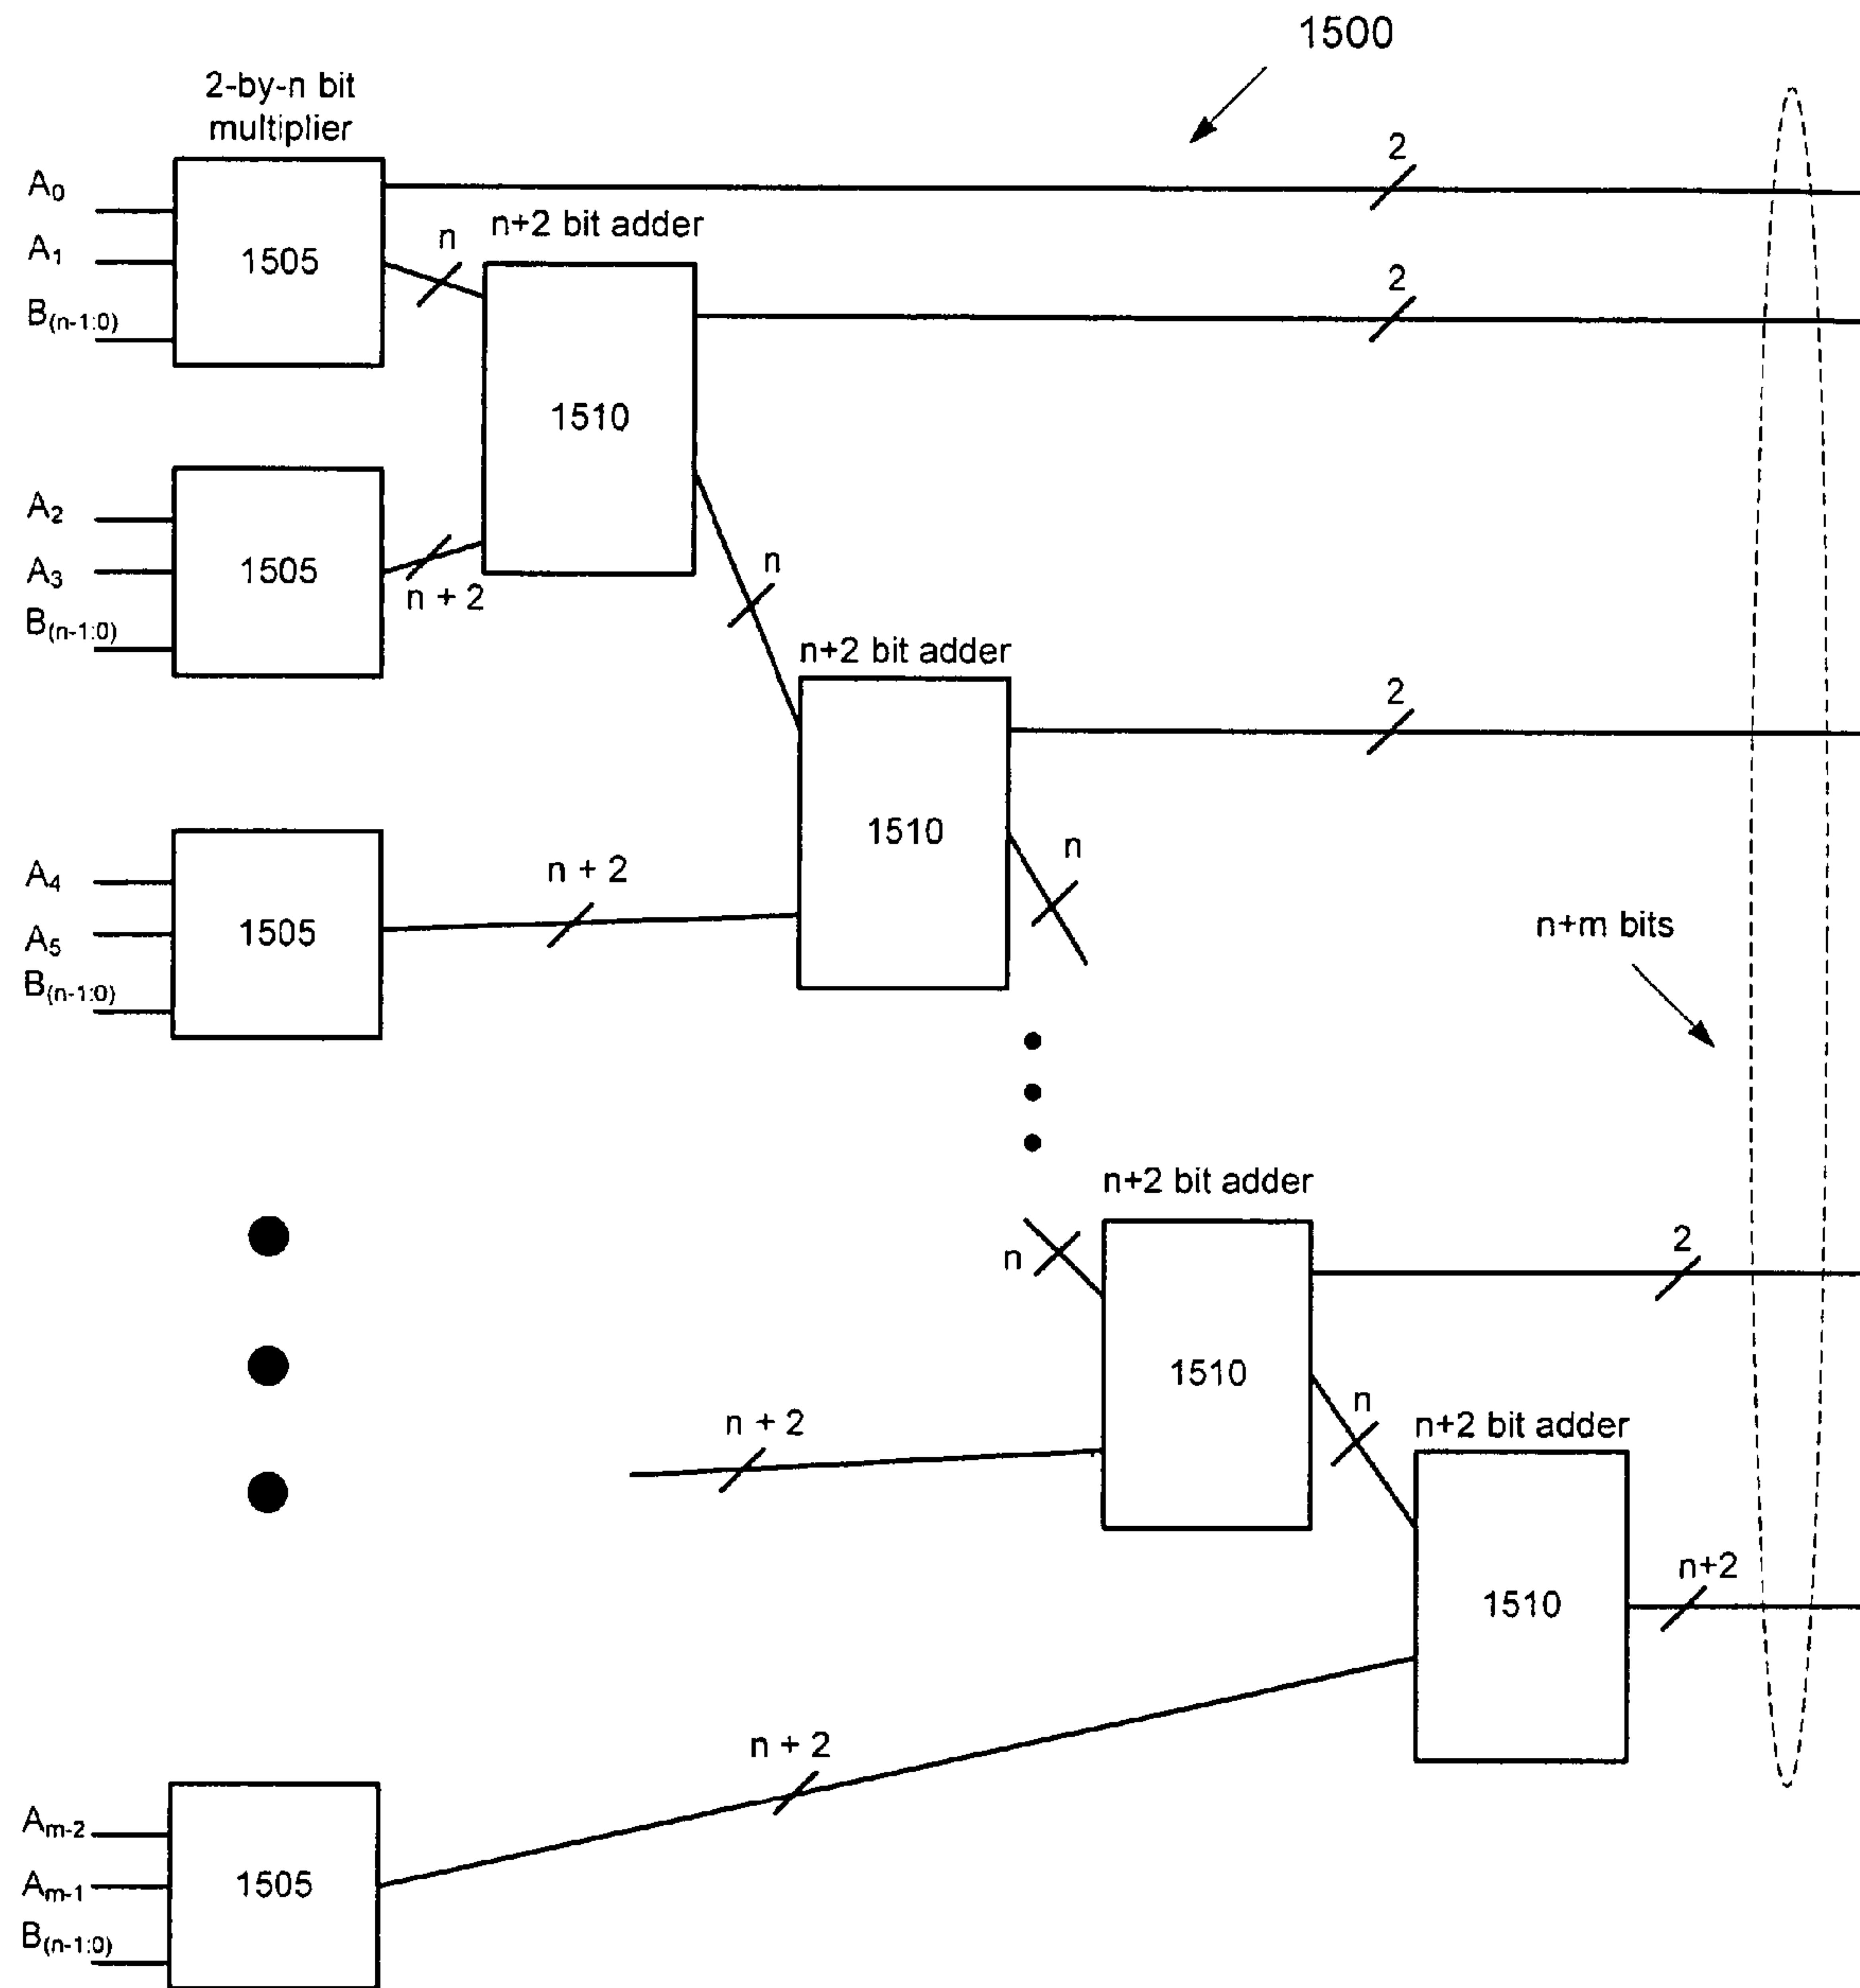 1500
2-by-n bit
multiplier
2
A0
n+2 bit adder
n
A1
1505
2
B(n-1:0)
1510
A2
n
A3
1505
n + 2
B(n-1:0)
n+2 bit adder
2
1510
n
A4
n + 2
A5
1505
n+m bits
B(n-1:0)
n+2 bit adder
2
n
1510
n
n + 2
n+2 bit adder
n+2
1510
n + 2
Am-2
Am-1
1505
B(n-1:0)